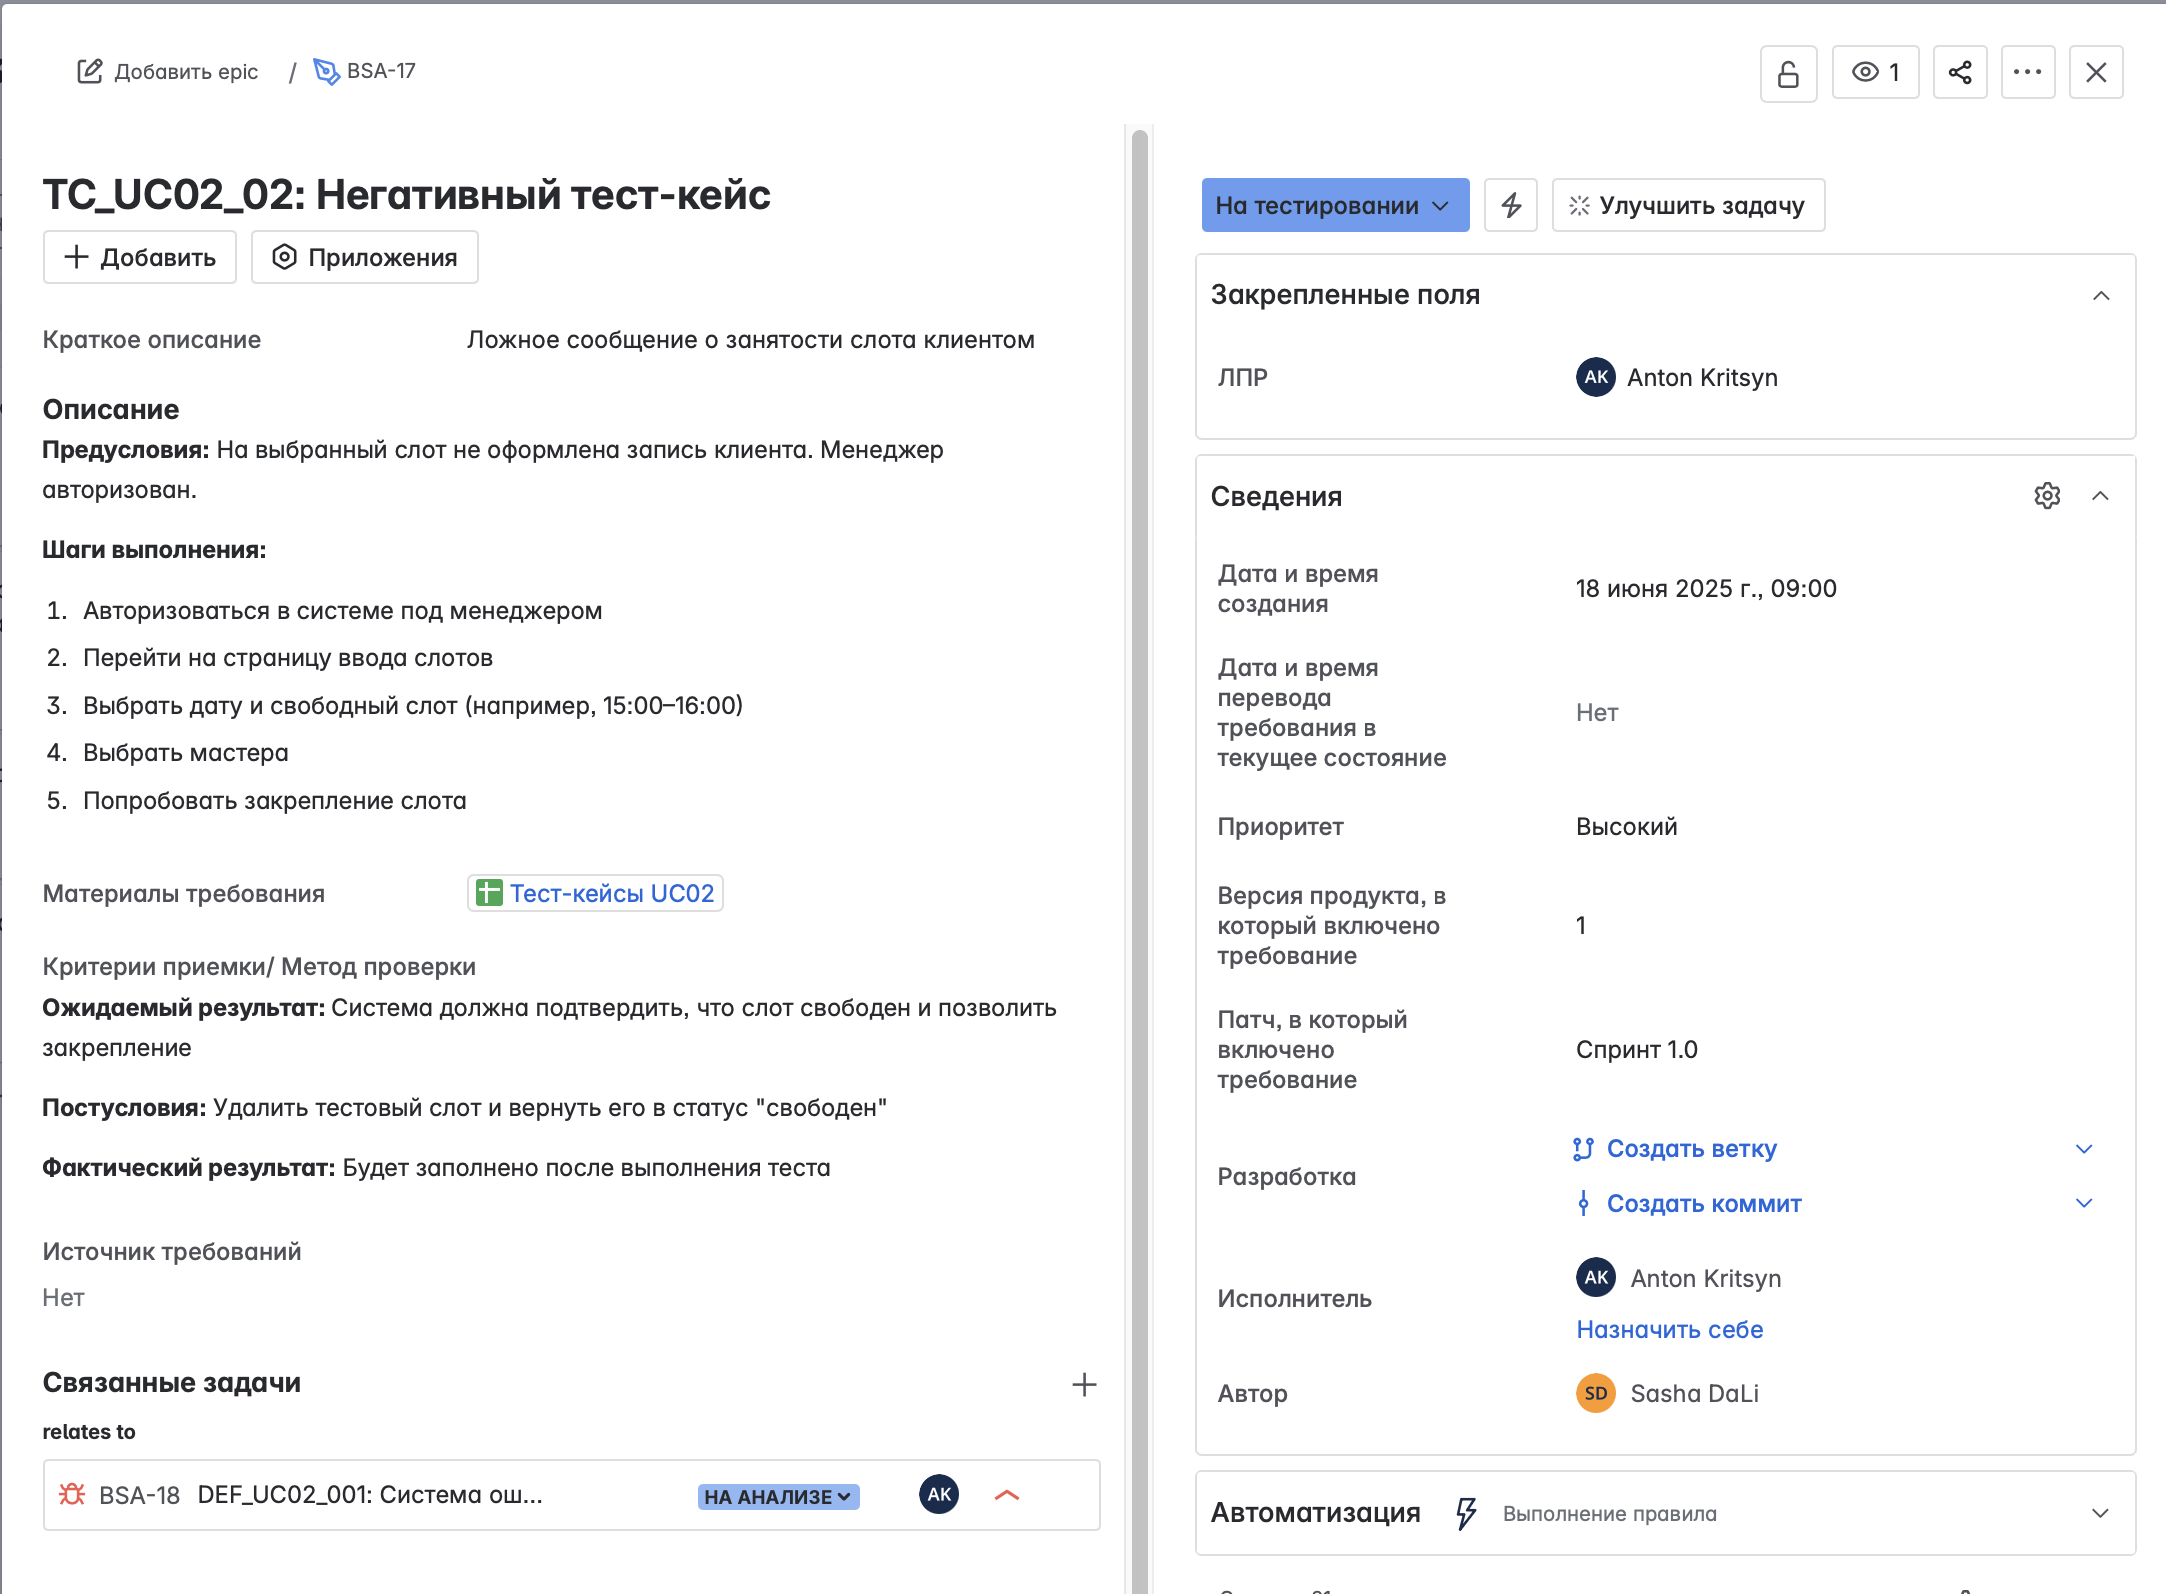 Добавить epic / BSA-17
1
TC_UC02_02: Негативный тест-кейс
Добавить
Приложения
Краткое описание
Ложное сообщение о занятости слота клиентом
Описание
Предусловия: На выбранный слот не оформлена запись клиента. Менеджер
авторизован.
Шаги выполнения:
1. Авторизоваться в системе под менеджером
2. Перейти на страницу ввода слотов
3. Выбрать дату и свободный слот (например, 15:00–16:00)
4. Выбрать мастера
5. Попробовать закрепление слота
Материалы требования
Тест-кейсы UC02
Критерии приемки/ Метод проверки
Ожидаемый результат: Система должна подтвердить, что слот свободен и позволить
закрепление
Постусловия: Удалить тестовый слот и вернуть его в статус "свободен"
Фактический результат: Будет заполнено после выполнения теста
Источник требований
Нет
Связанные задачи
relates to
BSA-18 DEF_UC02_001: Система ош...
НА АНАЛИЗЕ
AK
На тестировании
Улучшить задачу
Закрепленные поля
ЛПР
AK Anton Kritsyn
Сведения
Дата и время
создания
18 июня 2025 г., 09:00
Дата и время
перевода
требования в
текущее состояние
Нет
Приоритет
Высокий
Версия продукта, в
который включено
требование
1
Патч, в который
включено
требование
Спринт 1.0
Разработка
Создать ветку
Создать коммит
Исполнитель
AK Anton Kritsyn
Назначить себе
Автор
SD Sasha DaLi
Автоматизация
Выполнение правила